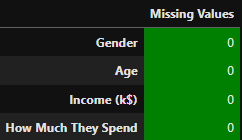 Missing Values
Gender 0
Age 0
Income (k$) 0
How Much They Spend 0